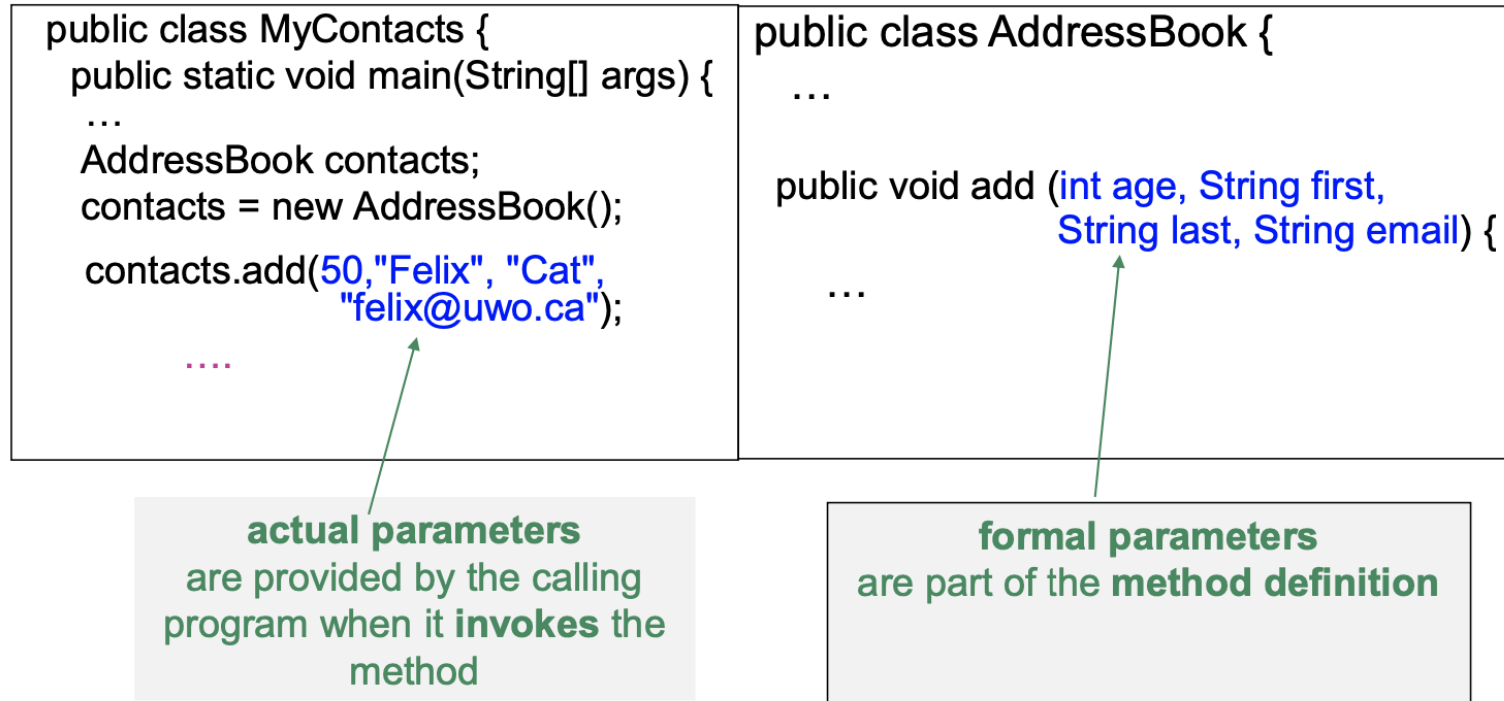 public class MyContacts {
public static void main(String[] args) {
…
AddressBook contacts;
contacts = new AddressBook();
contacts.add(50,"Felix", "Cat",
"felix@uwo.ca");
….
public class AddressBook {
…
public void add (int age, String first,
String last, String email) {
…
actual parameters
are provided by the calling
program when it invokes the
method
formal parameters
are part of the method definition